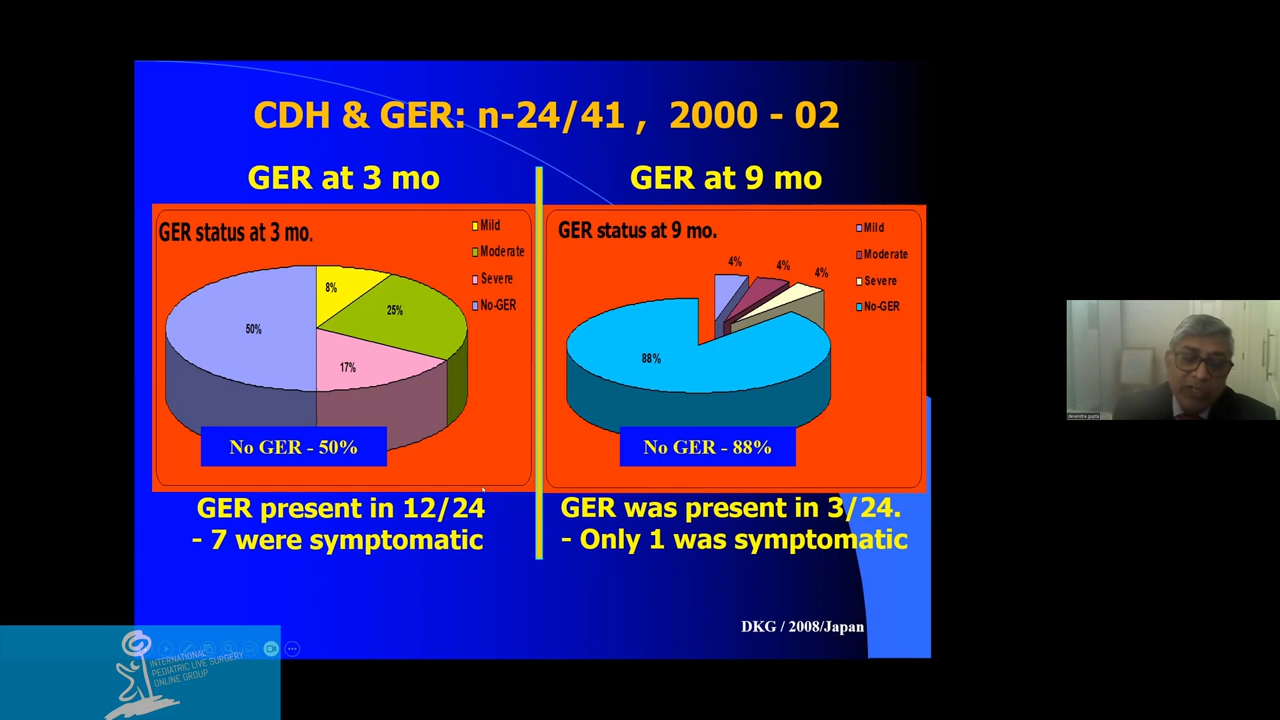 CDH & GER: n-24/41 , 2000 - 02
GER at 3 mo
GER status at 3 mo.
Mild
Moderate
Severe
No-GER
8%
25%
50%
17%
No GER - 50%
GER present in 12/24
- 7 were symptomatic
GER at 9 mo
GER status at 9 mo.
Mild
Moderate
Severe
No-GER
4%
4%
4%
88%
No GER - 88%
GER was present in 3/24.
- Only 1 was symptomatic
DKG / 2008/Japan
devendra gupta
INTERNATIONAL
PEDIATRIC LIVE SURGERY
ONLINE GROUP